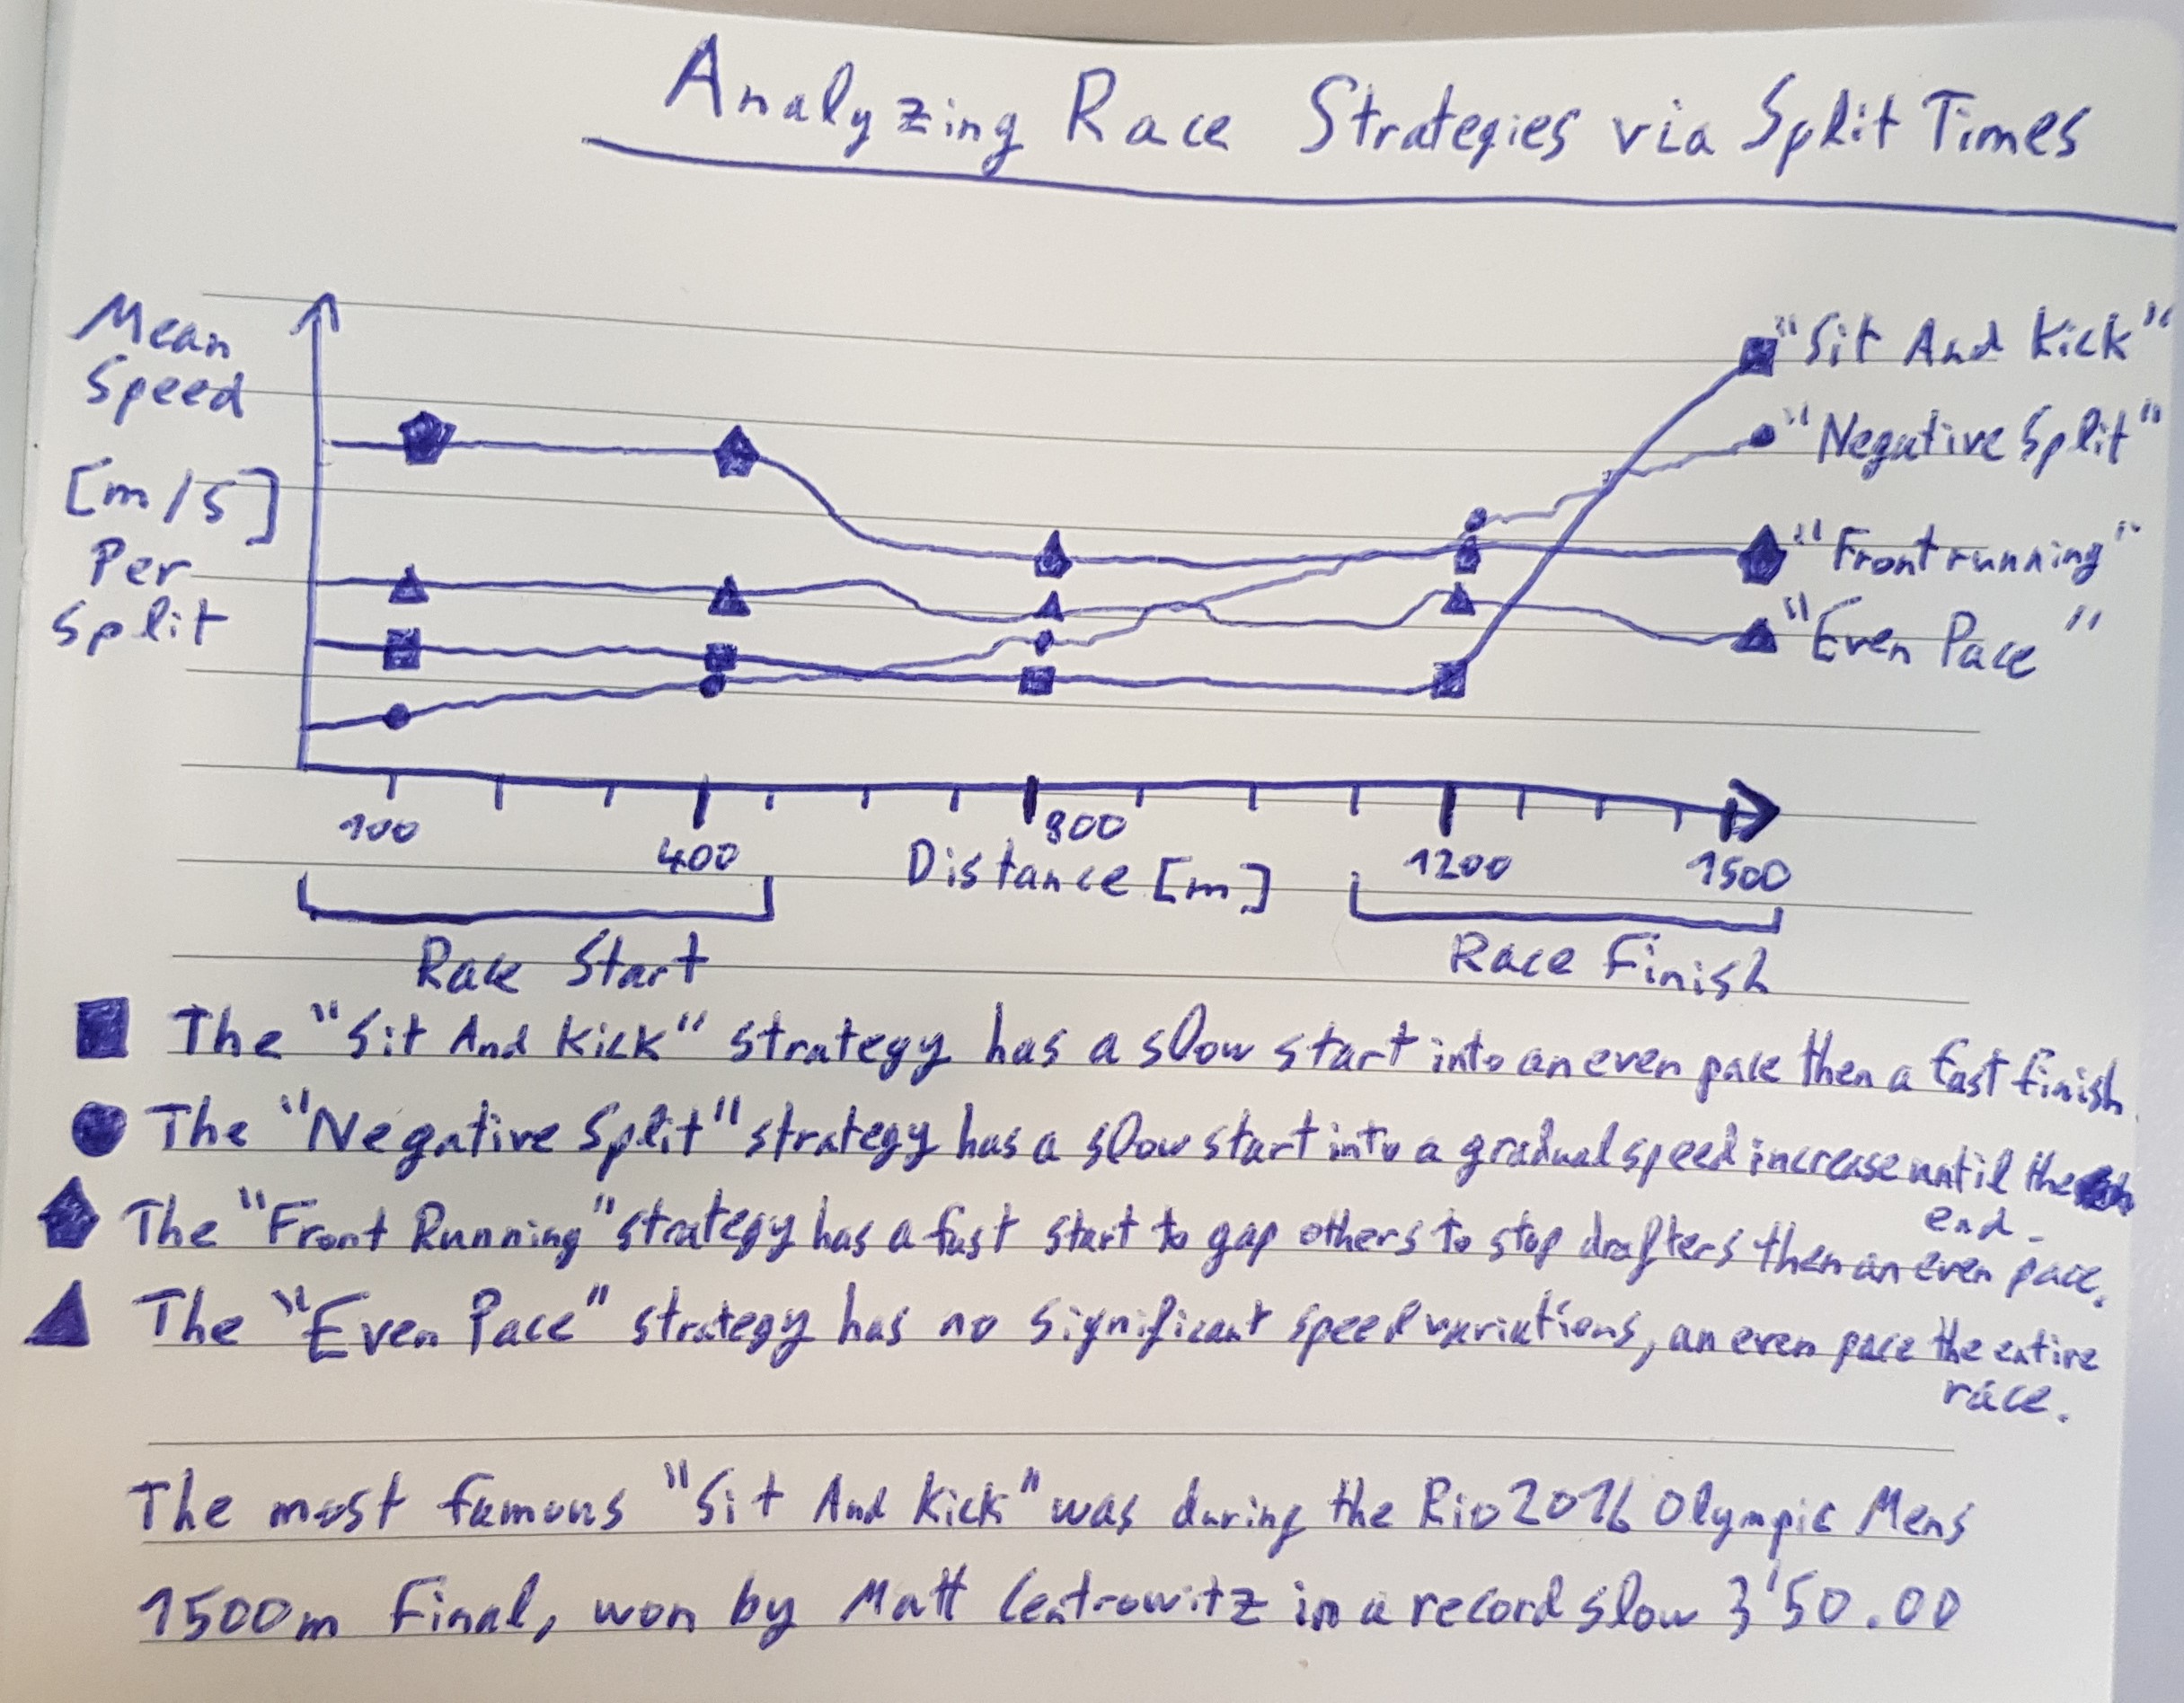 Analyzing Race Strategies via Split Times
Mean
Speed
[m/s]
Per
Split
"Sit And Kick"
"Negative Split"
"Frontrunning"
"Even Pace"
100
400
800
1200
1500
Distance [m]
Race Start
Race Finish
The "Sit And Kick" strategy has a slow start into an even pace then a fast finish.
The "Negative Split" strategy has a slow start into a gradual speed increase until the
end.
The "Front Running" strategy has a fast start to gap others to stop drafters then an even pace.
The "Even Pace" strategy has no significant speed variations, an even pace the entire
race.
The most famous "Sit And Kick" was during the Rio 2016 Olympic Mens
1500m Final, won by Matt Centrowitz in a record slow 3'50.00